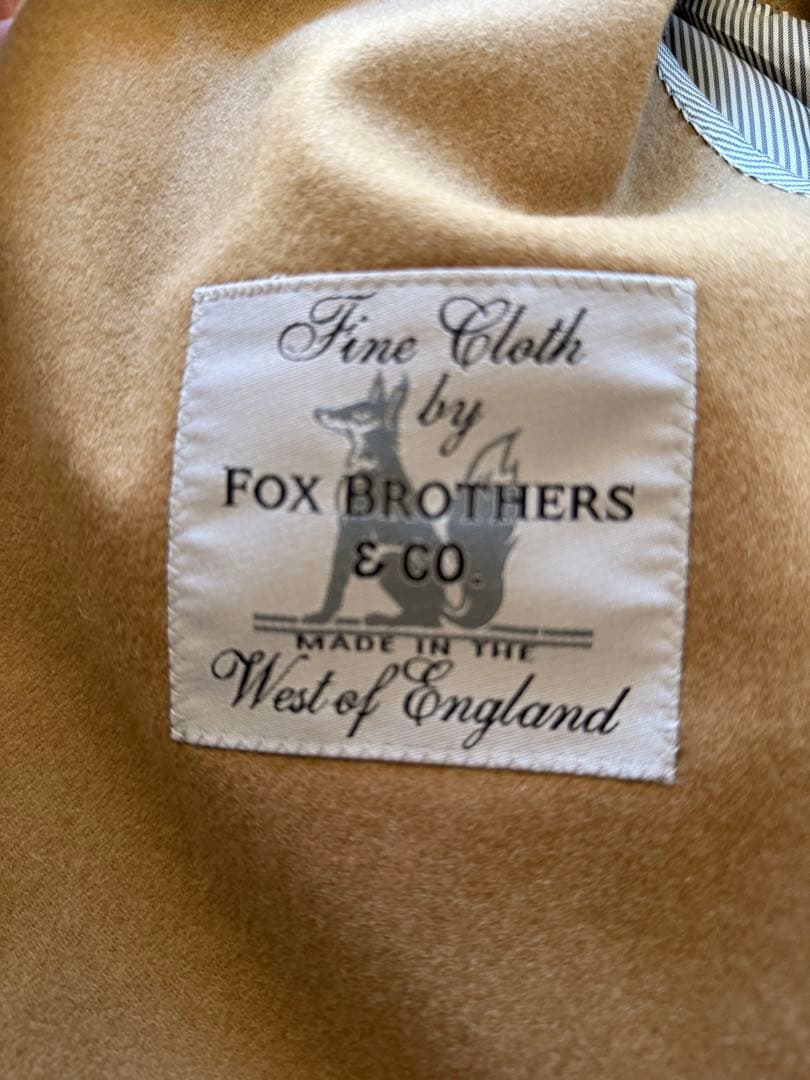 Fine Cloth
by
FOX BROTHERS
& CO.
MADE IN THE
West of England